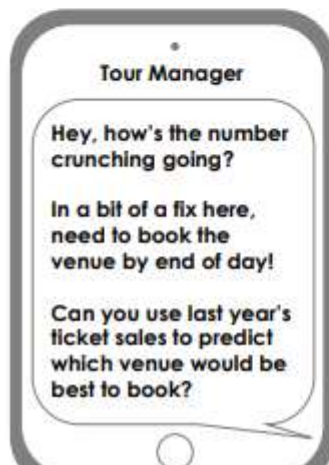 Tour Manager
Hey, how's the number
crunching going?
In a bit of a fix here,
need to book the
venue by end of day!
Can you use last year's
ticket sales to predict
which venue would be
best to book?